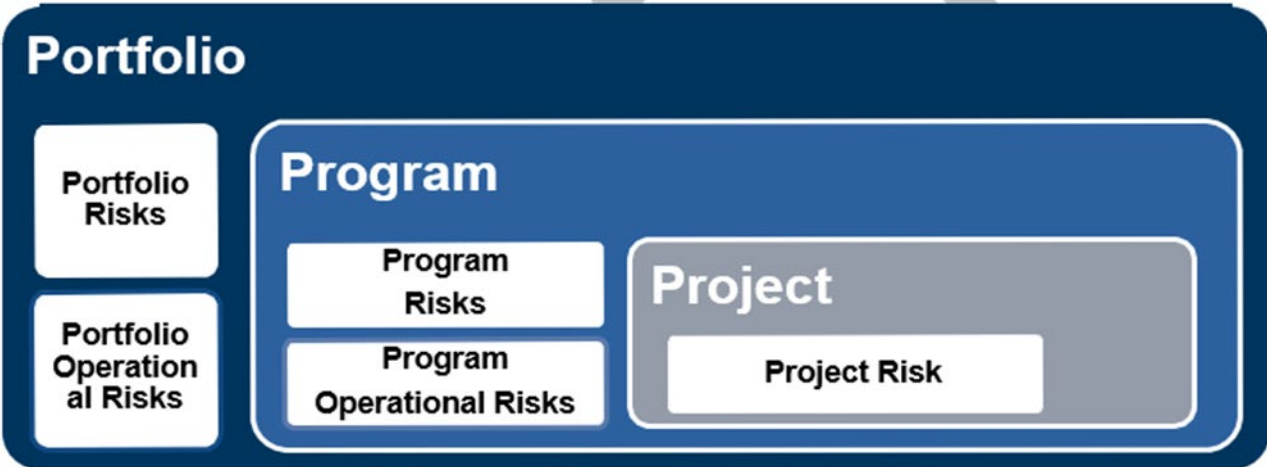 Portfolio
Portfolio
Risks
Portfolio
Operation
al Risks
Program
Program
Risks
Program
Operational Risks
Project
Project Risk